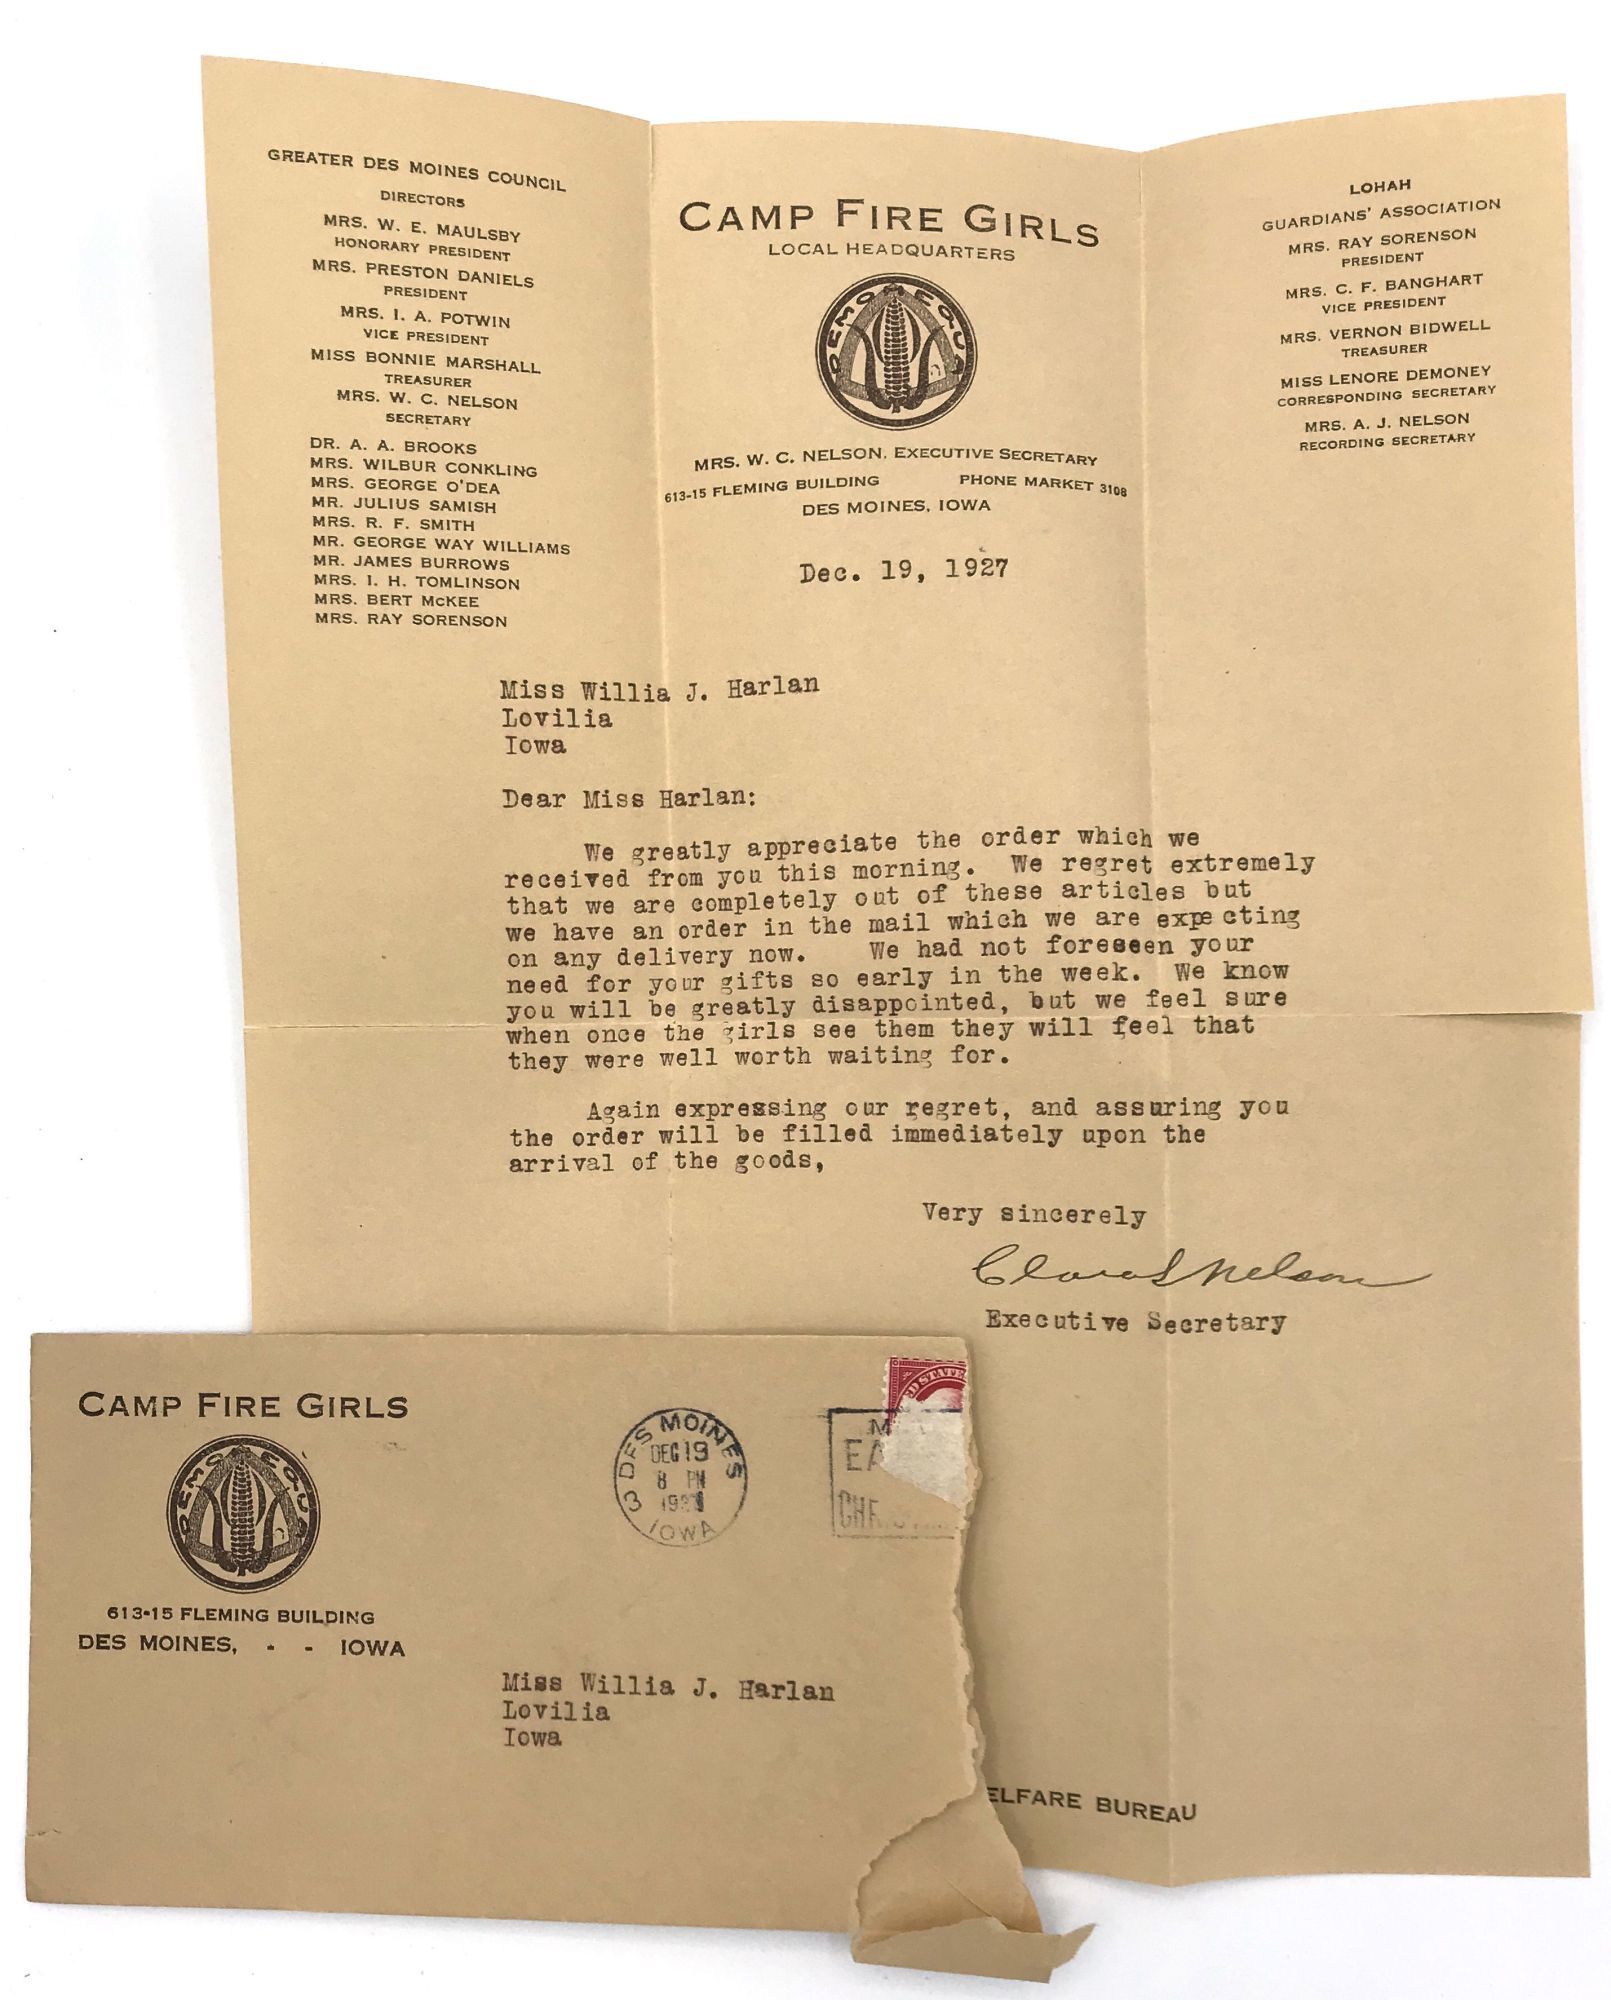 GREATER DES MOINES COUNCIL
DIRECTORS
MRS. W. E. MAULSBY
HONORARY PRESIDENT
MRS. PRESTON DANIELS
PRESIDENT
MRS. I. A. POTWIN
VICE PRESIDENT
MISS BONNIE MARSHALL
TREASURER
MRS. W. C. NELSON
SECRETARY
DR. A. A. BROOKS
MRS. WILBUR CONKLING
MRS. GEORGE O'DEA
MR. JULIUS SAMISH
MRS. R. F. SMITH
MR. GEORGE WAY WILLIAMS
MR. JAMES BURROWS
MRS. I. H. TOMLINSON
MRS. BERT McKEE
MRS. RAY SORENSON
CAMP FIRE GIRLS
LOCAL HEADQUARTERS
DEMOHEQUA
MRS. W. C. NELSON, EXECUTIVE SECRETARY
613-15 FLEMING BUILDING PHONE MARKET 3108
DES MOINES, IOWA
LOHAH
GUARDIANS' ASSOCIATION
MRS. RAY SORENSON
PRESIDENT
MRS. C. F. BANGHART
VICE PRESIDENT
MRS. VERNON BIDWELL
TREASURER
MISS LENORE DEMONEY
CORRESPONDING SECRETARY
MRS. A. J. NELSON
RECORDING SECRETARY
Dec. 19, 1927
Miss Willia J. Harlan
Lovilia
Iowa
Dear Miss Harlan:
We greatly appreciate the order which we
received from you this morning. We regret extremely
that we are completely out of these articles but
we have an order in the mail which we are expe cting
on any delivery now. We had not foreseen your
need for your gifts so early in the week. We know
you will be greatly disappointed, but we feel sure
when once the girls see them they will feel that
they were well worth waiting for.
Again expressing our regret, and assuring you
the order will be filled immediately upon the
arrival of the goods,
Very sincerely
Clara S Nelson
Executive Secretary
ELFARE BUREAU
CAMP FIRE GIRLS
DEMOHEQUA
613-15 FLEMING BUILDING
DES MOINES, - - IOWA
3 DES MOINES
DEC 19
8 PM
1927
IOWA
Miss Willia J. Harlan
Lovilia
Iowa